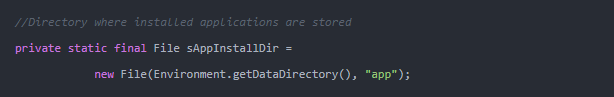 //Directory where installed applications are stored
private static final File sAppInstallDir =
new File(Environment.getDataDirectory(), "app");